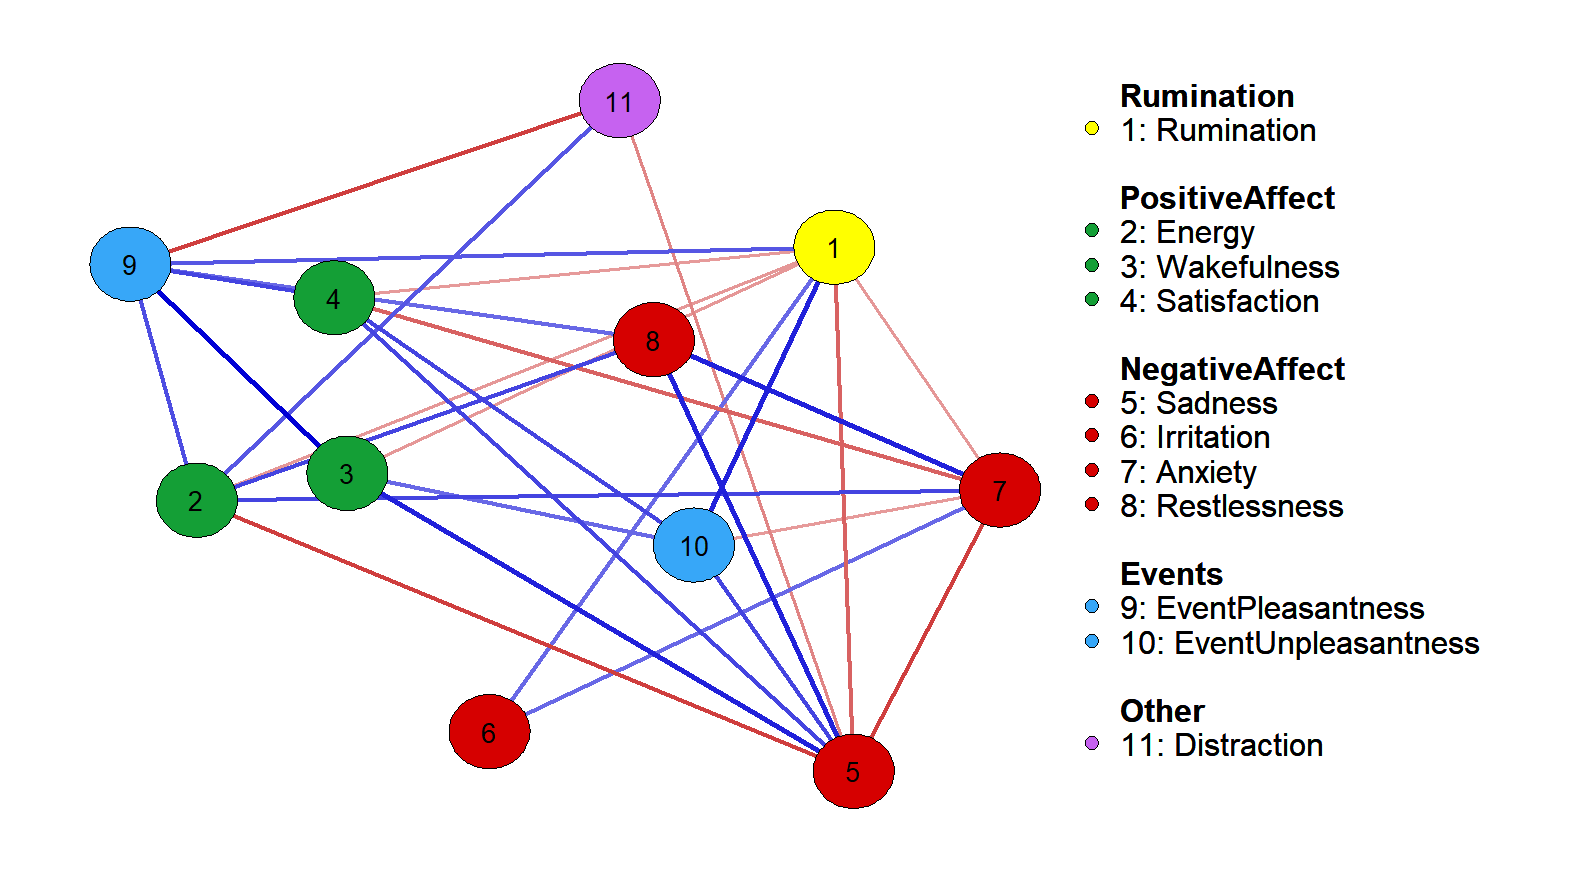 11
1
9
4
8
3
2
7
10
6
5
Rumination
1: Rumination
PositiveAffect
2: Energy
3: Wakefulness
4: Satisfaction
NegativeAffect
5: Sadness
6: Irritation
7: Anxiety
8: Restlessness
Events
9: EventPleasantness
10: EventUnpleasantness
Other
11: Distraction